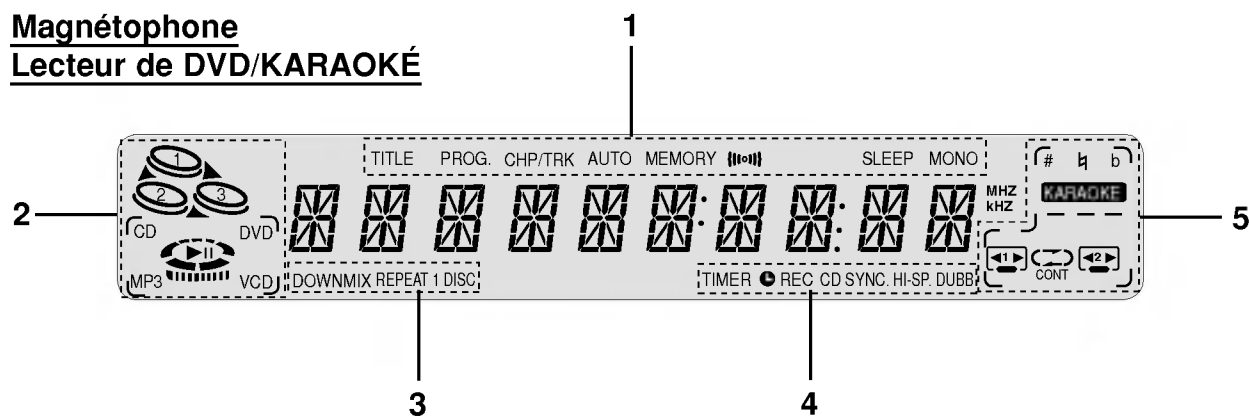 Magnétophone
Lecteur de DVD/KARAOKÉ
1
TITLE PROG. CHP/TRK AUTO MEMORY SLEEP MONO
1
2 3
CD DVD
MP3 VCD
MHZ
kHZ
# ♮ b
KARAOKE
1 2
CONT
DOWNMIX REPEAT 1 DISC
TIMER REC CD SYNC. HI-SP. DUBB
2
5
3
4